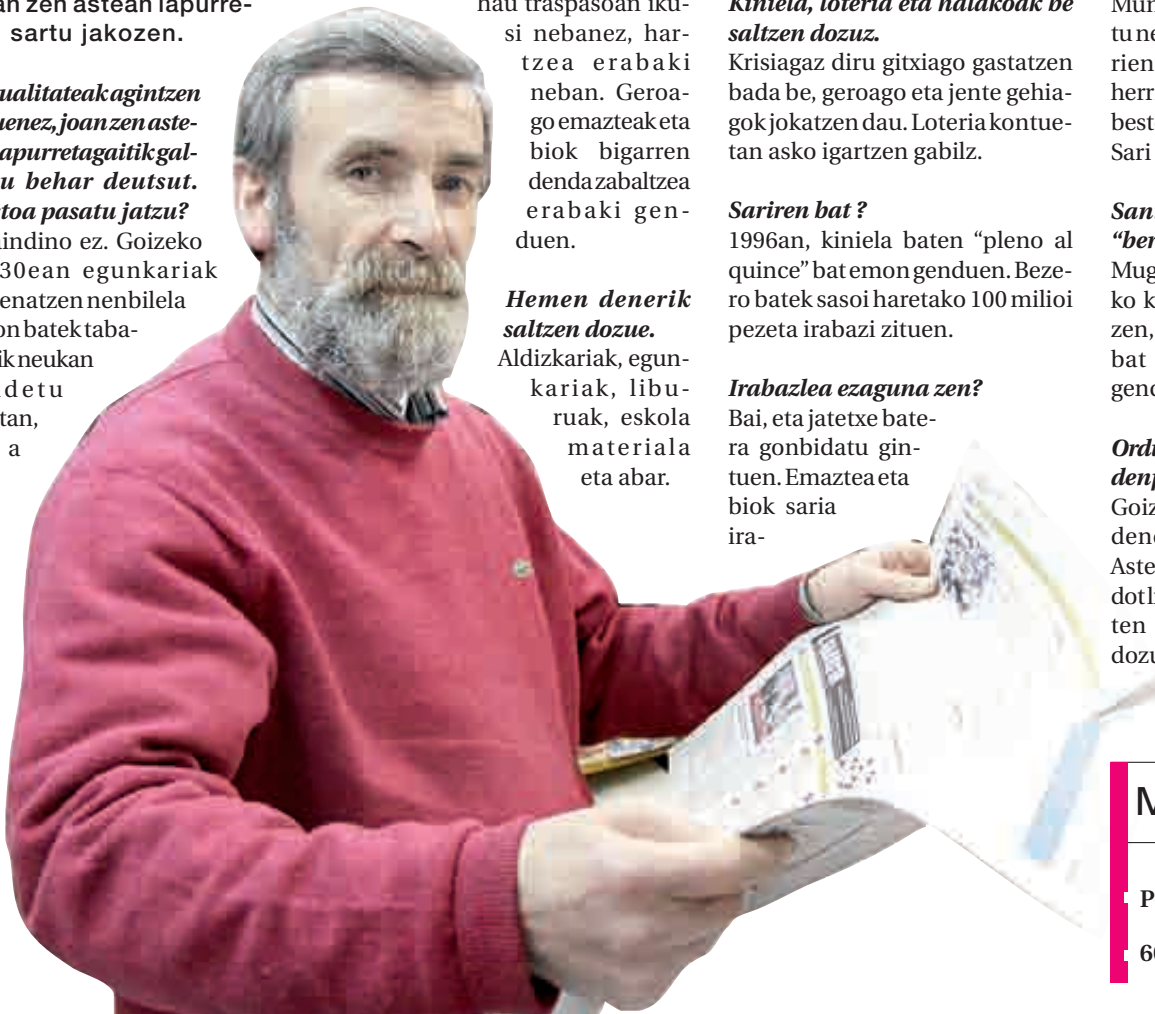 an zen astean lapurre-
sartu jakozen.
ualitateak agintzen
uenez, joan zen aste-
apurretagaitik gal-
u behar deutsut.
toa pasatu jatzu?
indino ez. Goizeko
30ean egunkariak
enatzen nenbilela
on batek taba-
ik neukan
detu
tan,
a
hau traspasoan iku-
si nebanez, har-
tzea erabaki
neban. Geroa-
go emazteak eta
biok bigarren
denda zabaltzea
erabaki gen-
duen.
Hemen denerik
saltzen dozue.
Aldizkariak, egun-
kariak, libu-
ruak, eskola
materiala
eta abar.
Kiniela, loteria eta halakoak be
saltzen dozuz.
Krisiagaz diru gitxiago gastatzen
bada be, geroago eta jente gehia-
gok jokatzen dau. Loteria kontue-
tan asko igartzen gabilz.
Sariren bat ?
1996an, kiniela baten “pleno al
quince” bat emon genduen. Beze-
ro batek sasoi haretako 100 milioi
pezeta irabazi zituen.
Irabazlea ezaguna zen?
Bai, eta jatetxe bate-
ra gonbidatu gin-
tuen. Emaztea eta
biok saria
ira-
Mun
tu ne
rien
herr
best
Sari
San
“ber
Mug
ko k
zen,
bat
gend
Ord
denp
Goiz
dend
Aste
dotl
ten
dozu
M
P
60